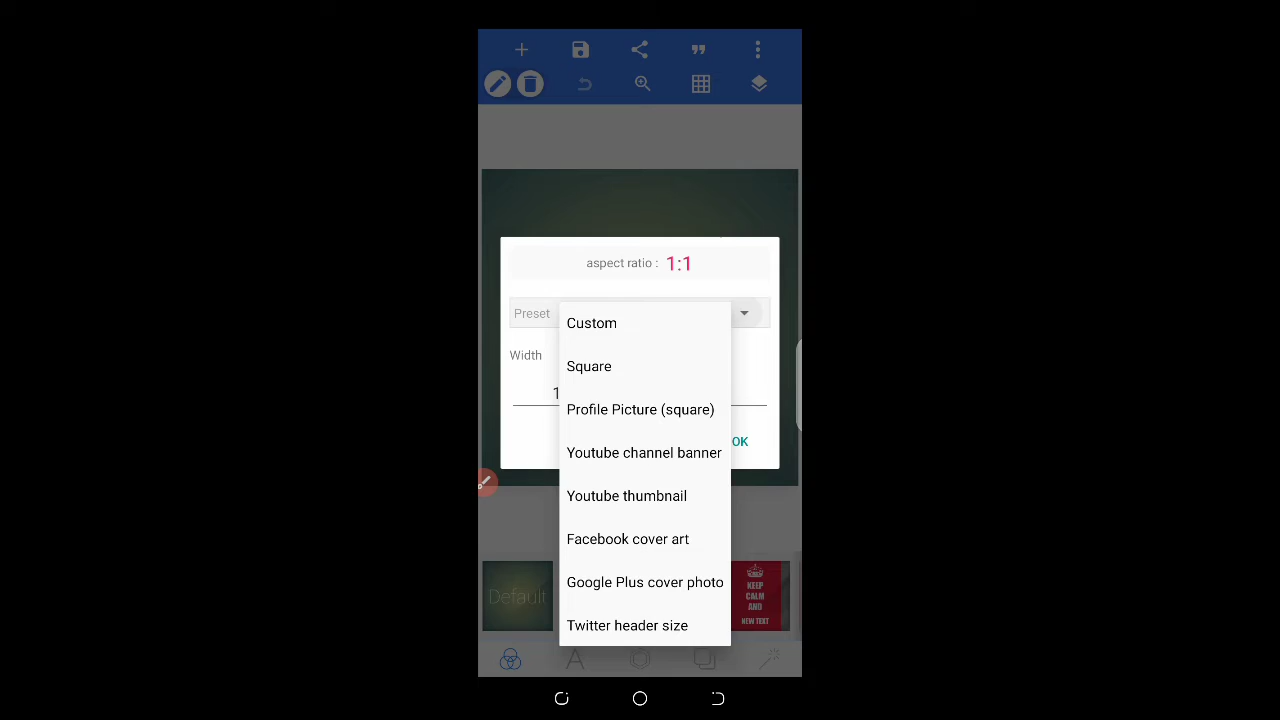 aspect ratio : 1:1
Preset
Custom
Square
Width
1
Profile Picture (square)
OK
Youtube channel banner
Youtube thumbnail
Facebook cover art
Google Plus cover photo
Twitter header size
Default
KEEP
CALM
AND
NEW TEXT
A